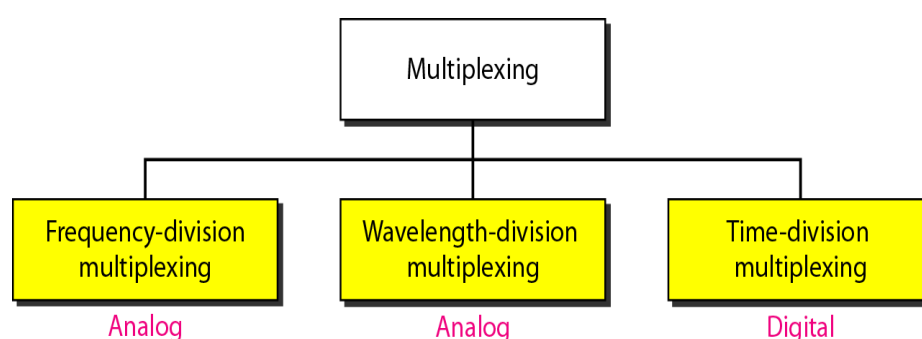 Multiplexing
Frequency-division
multiplexing
Wavelength-division
multiplexing
Time-division
multiplexing
Analog
Analog
Digital